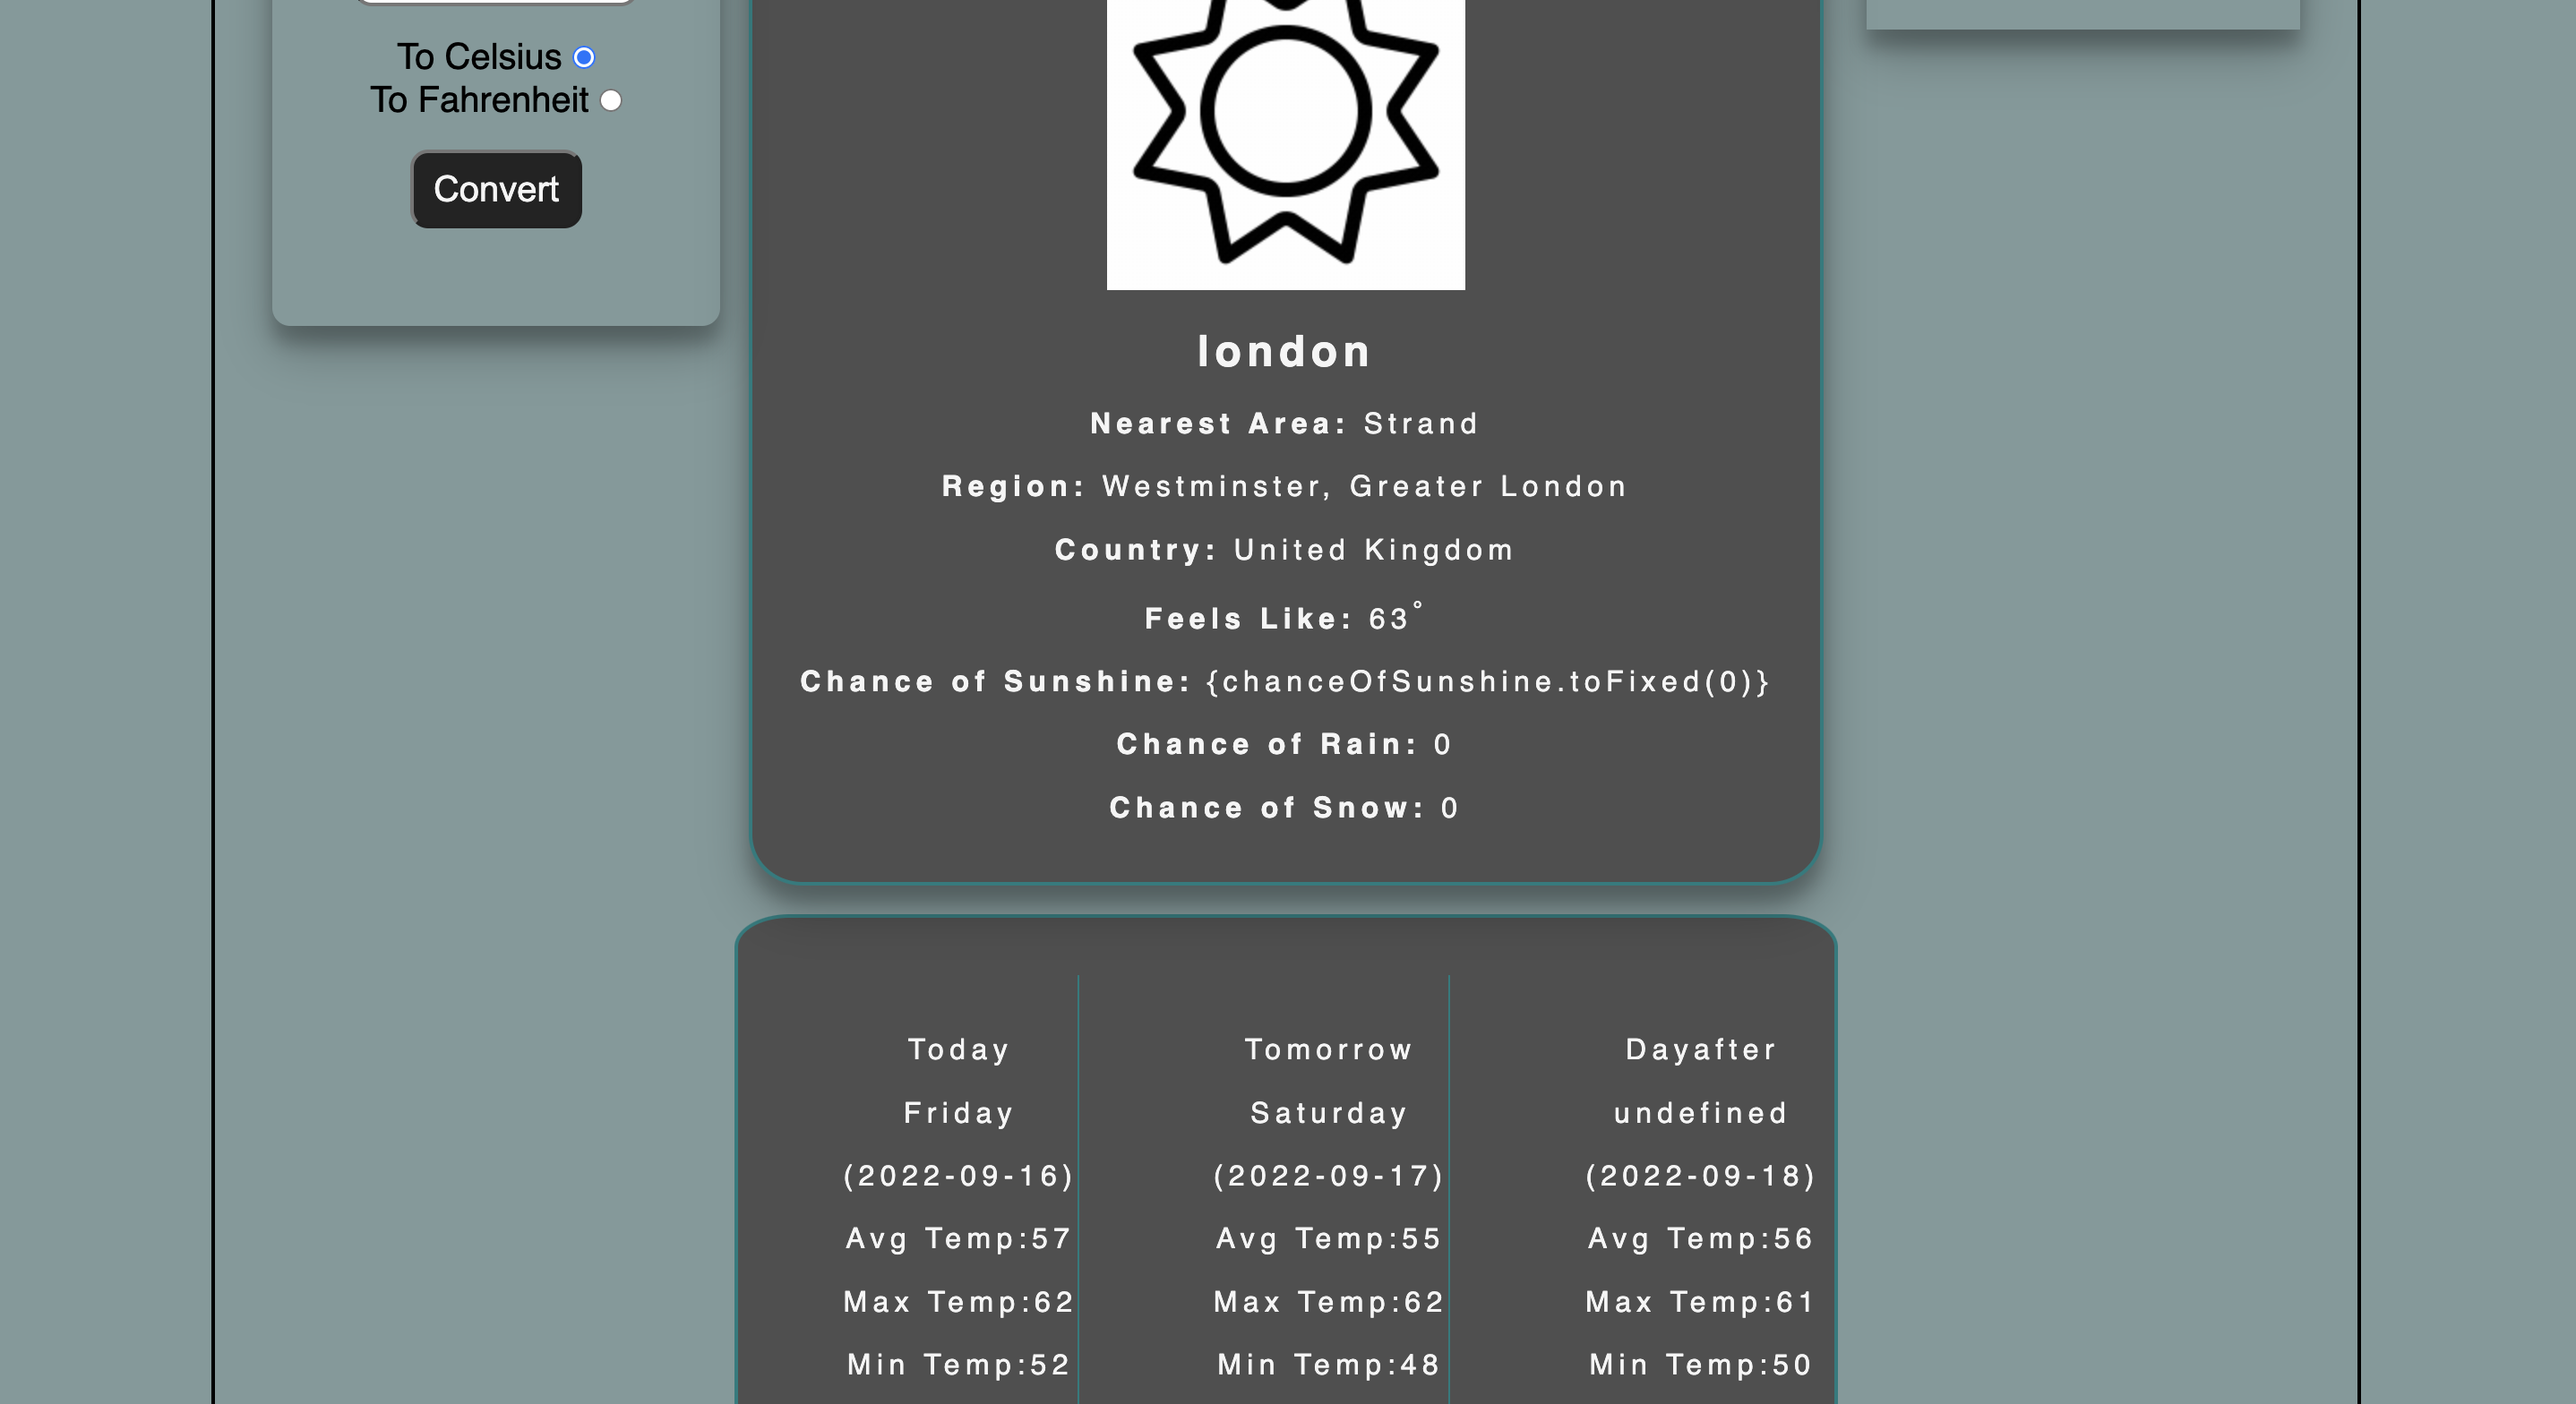 To Celsius
To Fahrenheit
Convert
london
Nearest Area: Strand
Region: Westminster, Greater London
Country: United Kingdom
Feels Like: 63°
Chance of Sunshine: {chanceOfSunshine.toFixed(0)}
Chance of Rain: 0
Chance of Snow: 0
Today
Friday
(2022-09-16)
Avg Temp:57
Max Temp:62
Min Temp:52
Tomorrow
Saturday
(2022-09-17)
Avg Temp:55
Max Temp:62
Min Temp:48
Dayafter
undefined
(2022-09-18)
Avg Temp:56
Max Temp:61
Min Temp:50